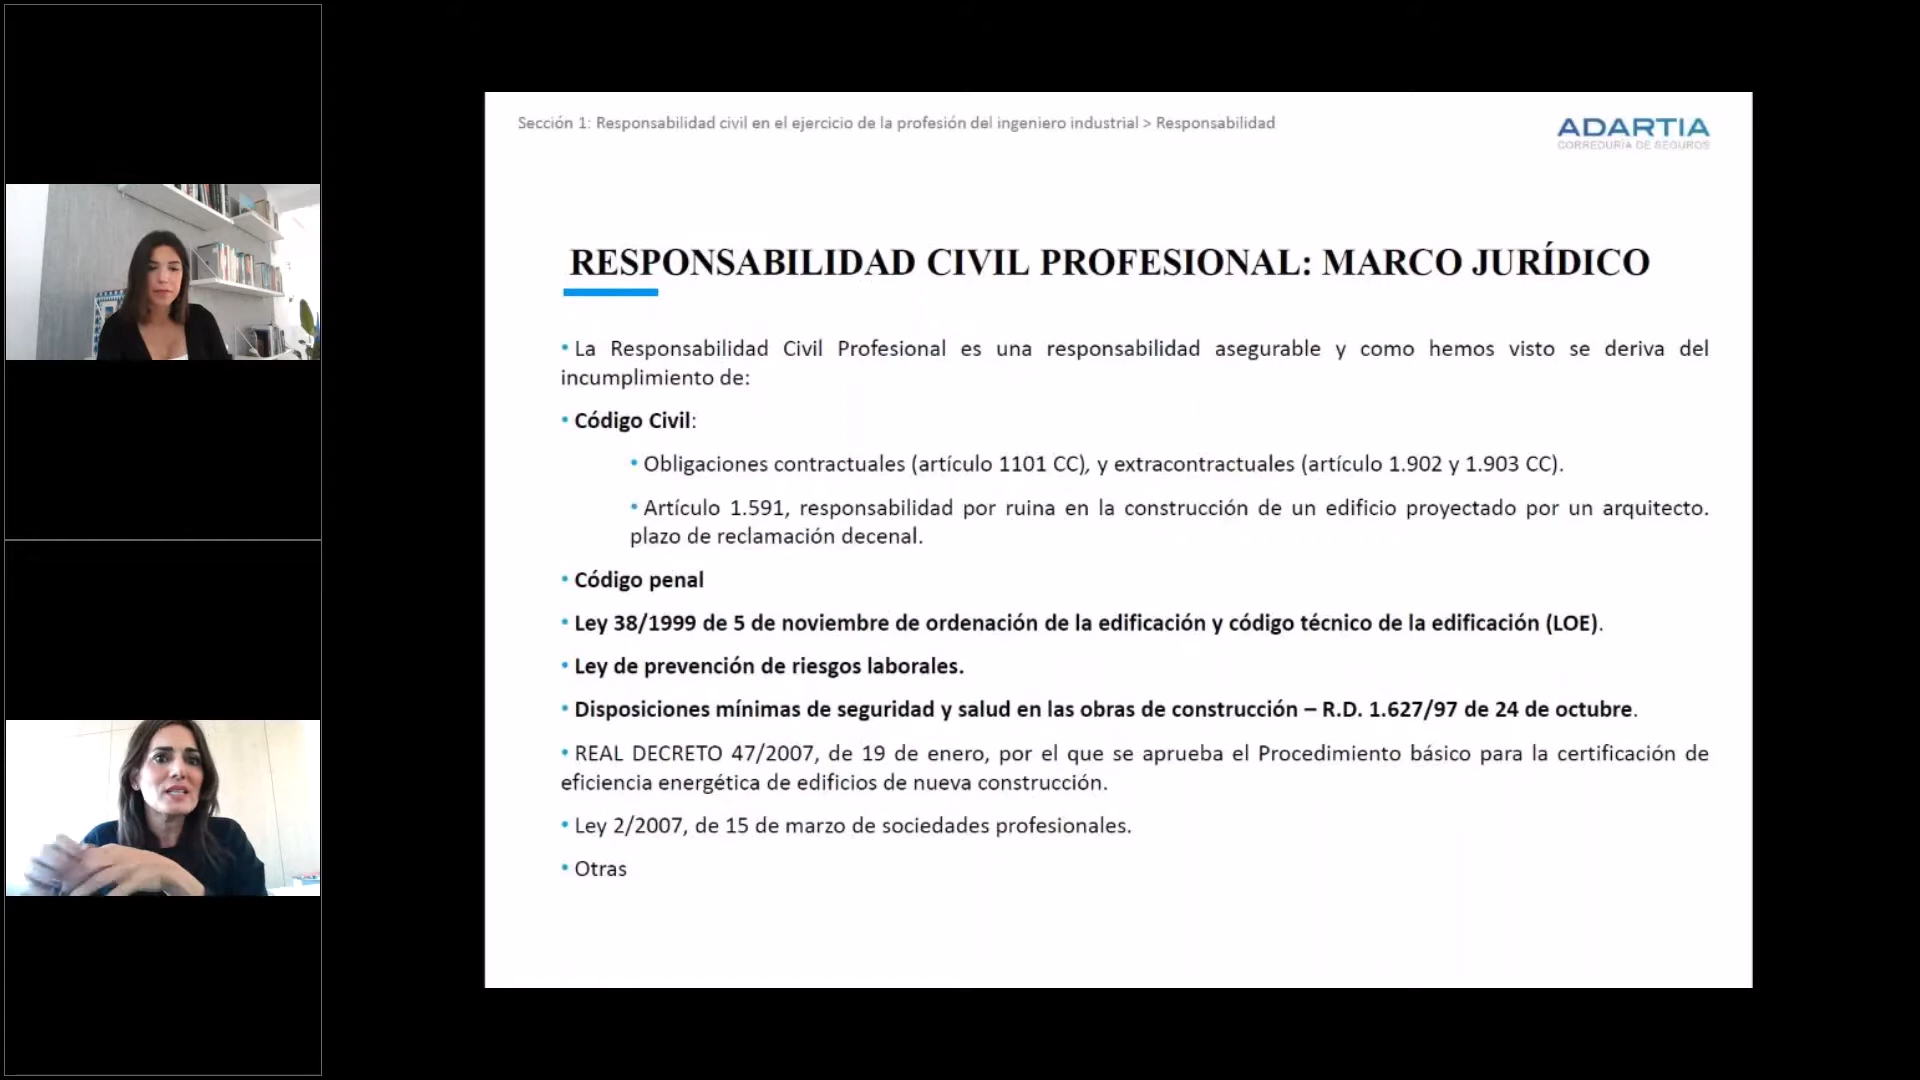 Sección 1: Responsabilidad civil en el ejercicio de la profesión del ingeniero industrial > Responsabilidad
ADARTIA
CORREDURÍA DE SEGUROS
RESPONSABILIDAD CIVIL PROFESIONAL: MARCO JURÍDICO
• La Responsabilidad Civil Profesional es una responsabilidad asegurable y como hemos visto se deriva del
incumplimiento de:
• Código Civil:
• Obligaciones contractuales (artículo 1101 CC), y extracontractuales (artículo 1.902 y 1.903 CC).
• Artículo 1.591, responsabilidad por ruina en la construcción de un edificio proyectado por un arquitecto.
plazo de reclamación decenal.
• Código penal
• Ley 38/1999 de 5 de noviembre de ordenación de la edificación y código técnico de la edificación (LOE).
• Ley de prevención de riesgos laborales.
• Disposiciones mínimas de seguridad y salud en las obras de construcción – R.D. 1.627/97 de 24 de octubre.
• REAL DECRETO 47/2007, de 19 de enero, por el que se aprueba el Procedimiento básico para la certificación de
eficiencia energética de edificios de nueva construcción.
• Ley 2/2007, de 15 de marzo de sociedades profesionales.
• Otras